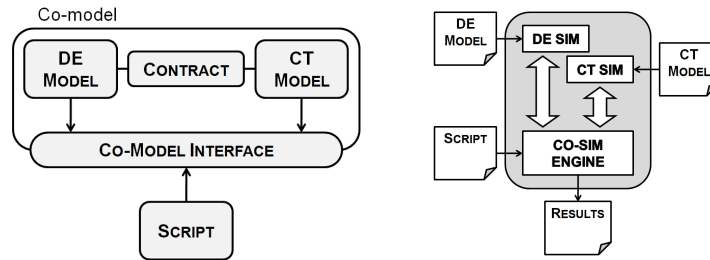 Co-model
DE
MODEL
CONTRACT
CT
MODEL
CO-MODEL INTERFACE
SCRIPT
DE
MODEL
DE SIM
CT SIM
CT
MODEL
SCRIPT
CO-SIM
ENGINE
RESULTS